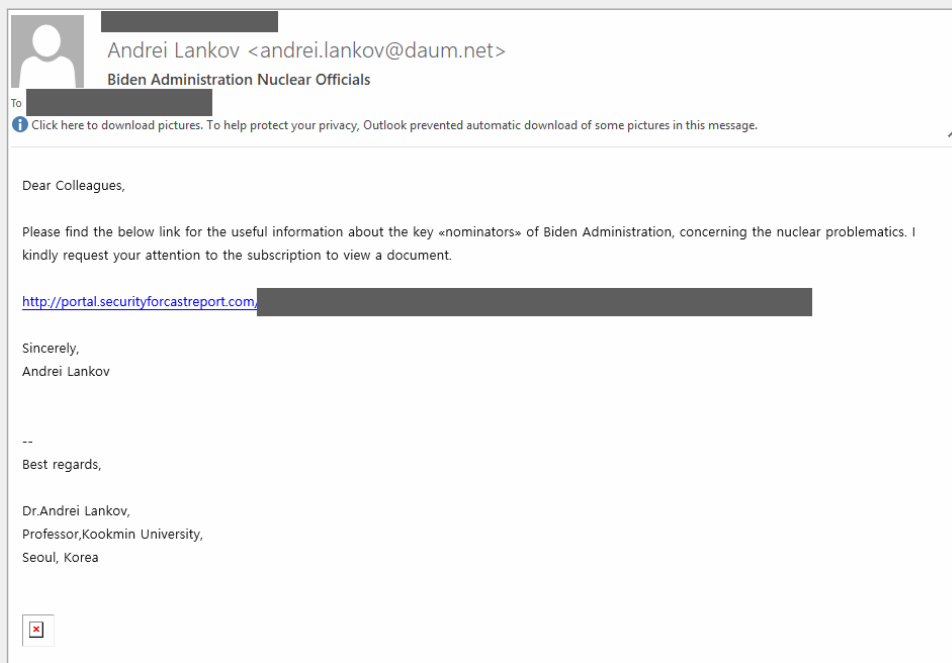 Andrei Lankov <andrei.lankov@daum.net>
Biden Administration Nuclear Officials
To
Click here to download pictures. To help protect your privacy, Outlook prevented automatic download of some pictures in this message.
Dear Colleagues,
Please find the below link for the useful information about the key «nominators» of Biden Administration, concerning the nuclear problematics. I
kindly request your attention to the subscription to view a document.
http://portal.securityforcastreport.com/
Sincerely,
Andrei Lankov
--
Best regards,
Dr.Andrei Lankov,
Professor,Kookmin University,
Seoul, Korea